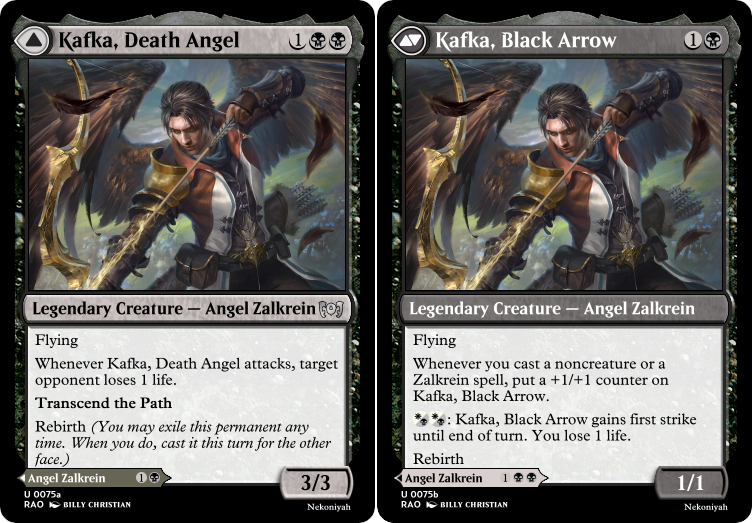 Kafka, Death Angel 1
Legendary Creature — Angel Zalkrein
Flying
Whenever Kafka, Death Angel attacks, target
opponent loses 1 life.
Transcend the Path
Rebirth (You may exile this permanent any
time. When you do, cast it this turn for the other
face.)
Angel Zalkrein 1
3/3
U 0075a
RAO BILLY CHRISTIAN
Nekoniyah
Kafka, Black Arrow 1
Legendary Creature — Angel Zalkrein
Flying
Whenever you cast a noncreature or a
Zalkrein spell, put a +1/+1 counter on
Kafka, Black Arrow.
: Kafka, Black Arrow gains first strike
until end of turn. You lose 1 life.
Rebirth
Angel Zalkrein 1
1/1
U 0075b
RAO BILLY CHRISTIAN
Nekoniyah